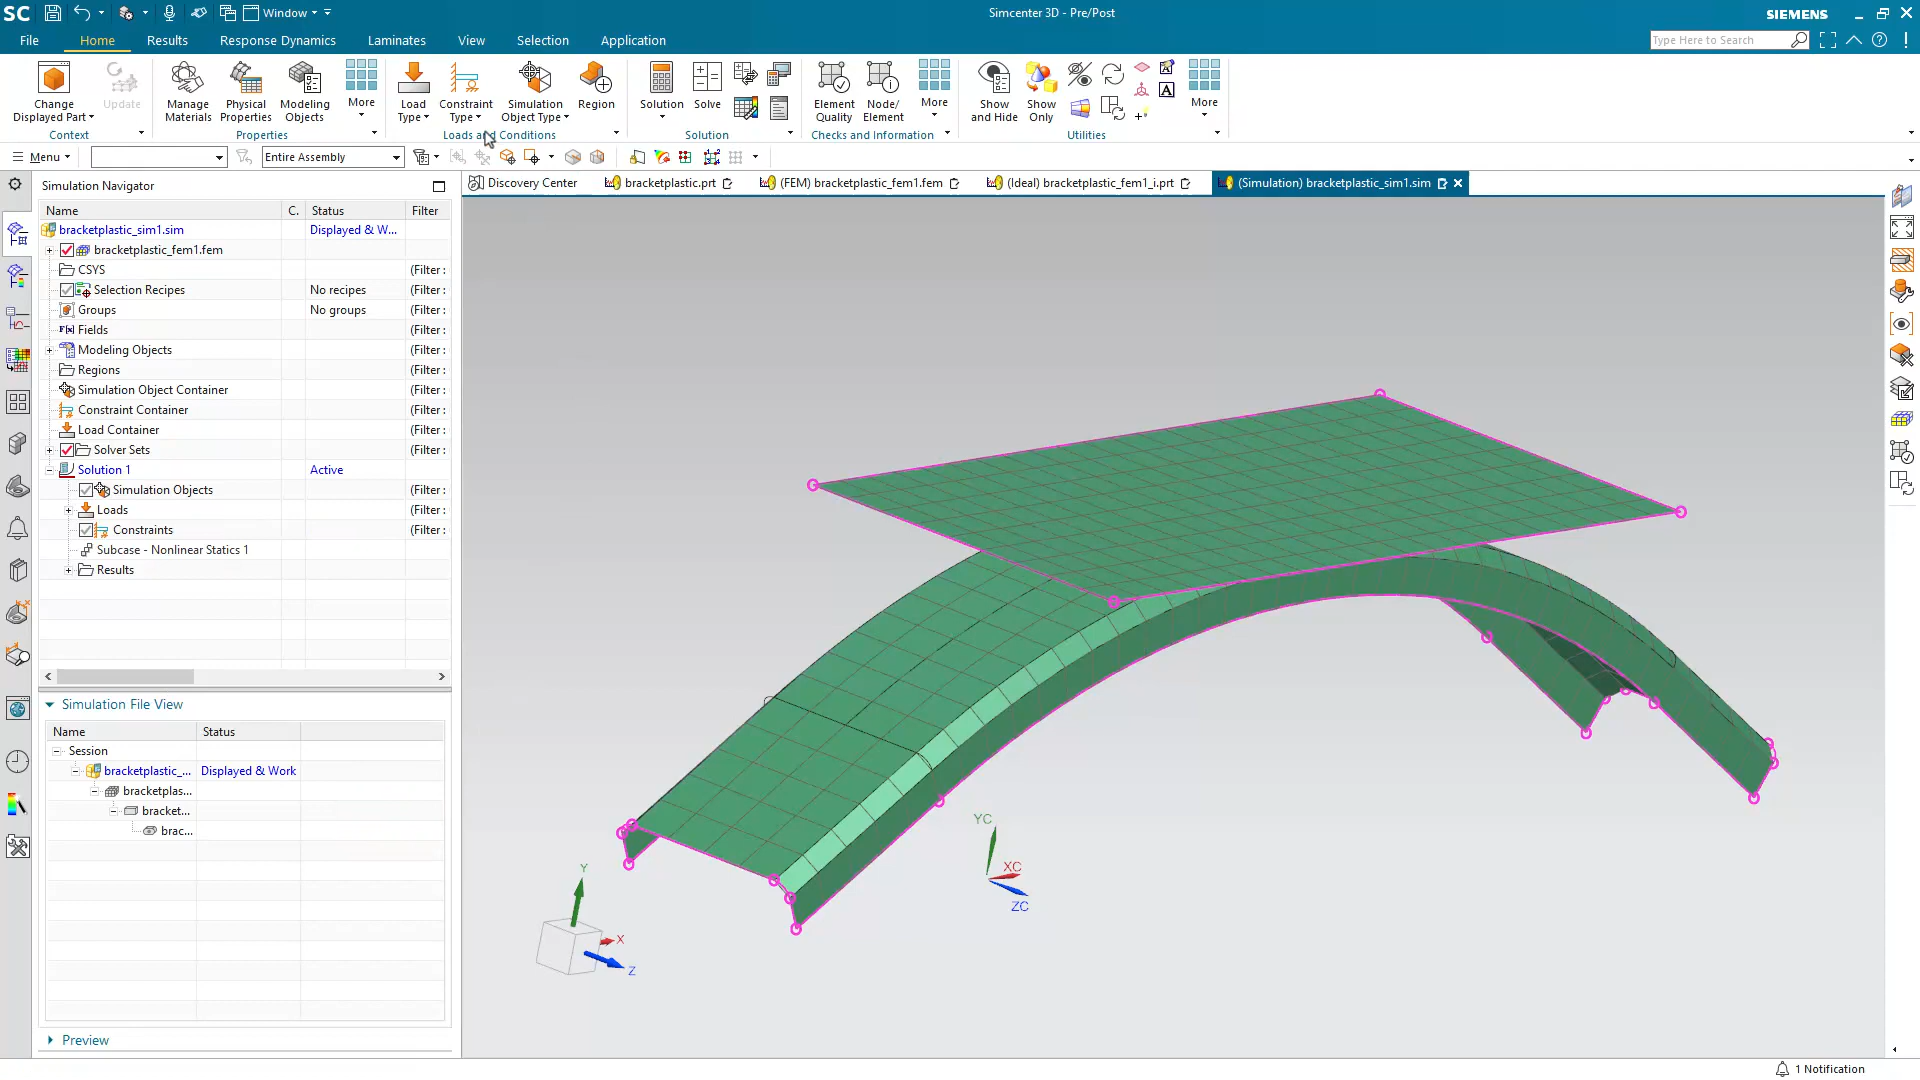 SC Window Simcenter 3D - Pre/Post SIEMENS
File Home Results Response Dynamics Laminates View Selection Application Type Here to Search
Change Displayed Part
Update
Manage Materials
Physical Properties
Modeling Objects
More
Load Type
Constraint Type
Simulation Object Type
Region
Solution
Solve
Element Quality
Node/ Element
More
Show and Hide
Show Only
A
More
Context Properties Loads and Conditions Solution Checks and Information Utilities
Menu Entire Assembly
Simulation Navigator
Discovery Center bracketplastic.prt (FEM) bracketplastic_fem1.fem (Ideal) bracketplastic_fem1_i.prt (Simulation) bracketplastic_sim1.sim
Name C. Status Filter
bracketplastic_sim1.sim Displayed & W...
bracketplastic_fem1.fem
CSYS (Filter :
Selection Recipes No recipes (Filter :
Groups No groups (Filter :
Fields (Filter :
Modeling Objects (Filter :
Regions (Filter :
Simulation Object Container (Filter :
Constraint Container (Filter :
Load Container (Filter :
Solver Sets (Filter :
Solution 1 Active
Simulation Objects (Filter :
Loads (Filter :
Constraints (Filter :
Subcase - Nonlinear Statics 1
Results (Filter :
Simulation File View
Name Status
Session
bracketplastic_... Displayed & Work
bracketplas...
bracket...
brac...
Preview
YC
XC
ZC
Y
X
Z
1 Notification